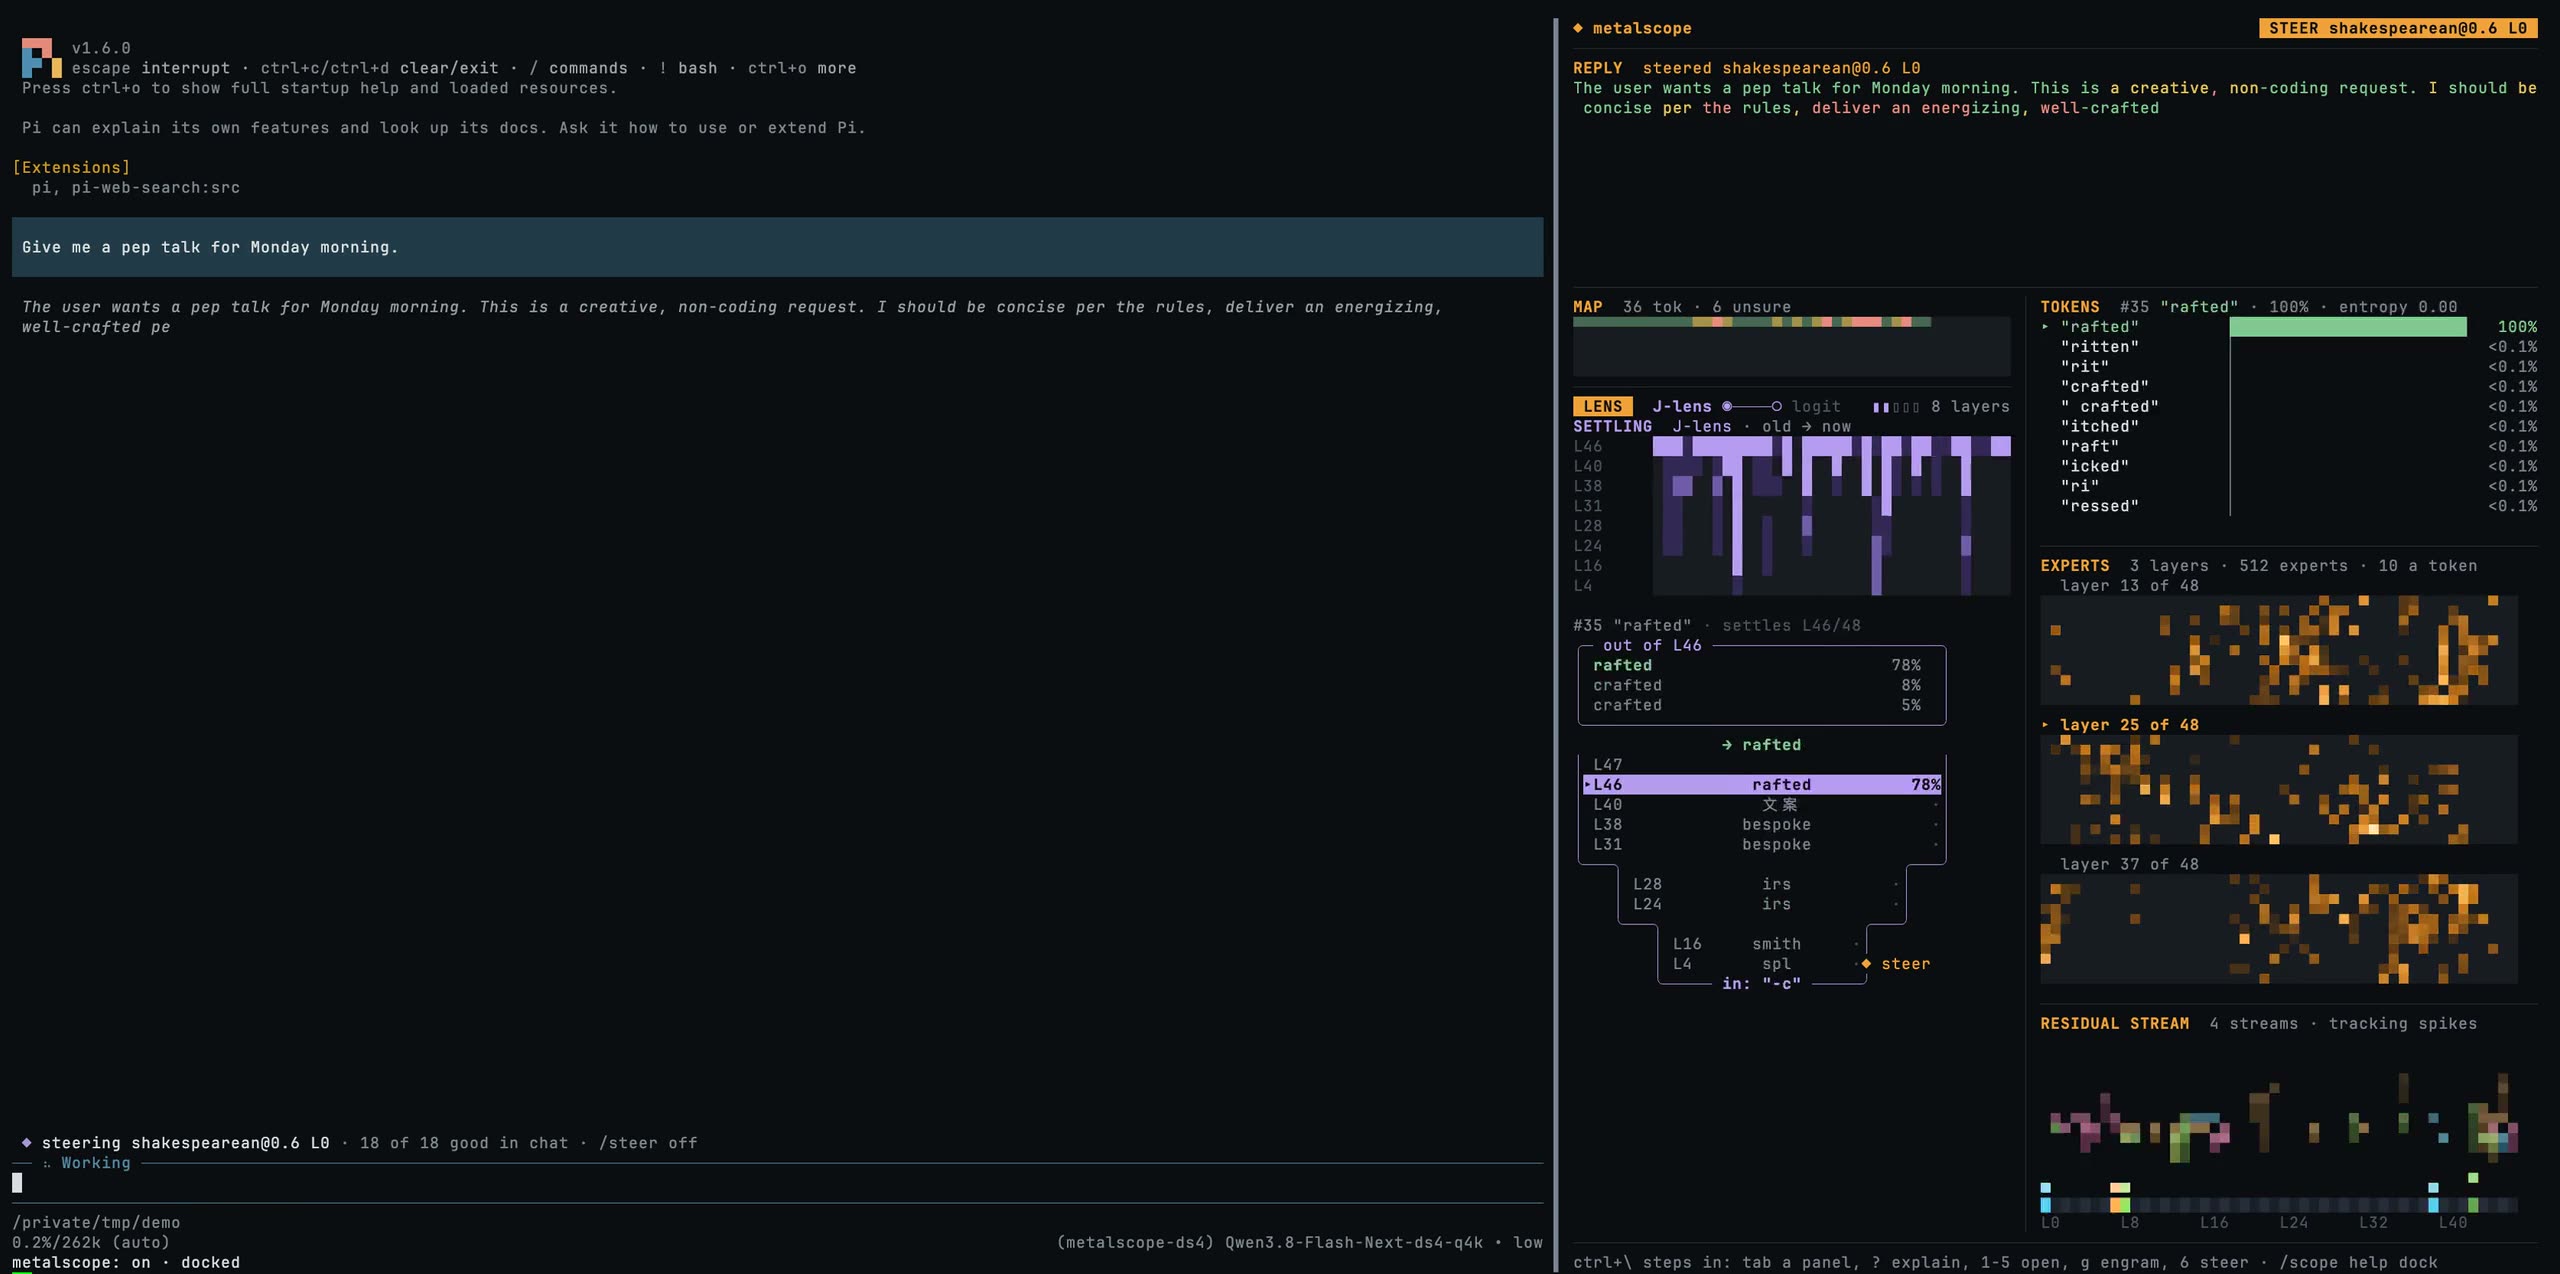 v1.6.0
escape interrupt · ctrl+c/ctrl+d clear/exit · / commands · ! bash · ctrl+o more
Press ctrl+o to show full startup help and loaded resources.
Pi can explain its own features and look up its docs. Ask it how to use or extend Pi.
[Extensions]
pi, pi-web-search:src
Give me a pep talk for Monday morning.
The user wants a pep talk for Monday morning. This is a creative, non-coding request. I should be concise per the rules, deliver an energizing,
well-crafted pe
◆ steering shakespearean@0.6 L0 · 18 of 18 good in chat · /steer off
Working
/private/tmp/demo
0.2%/262k (auto)
(metalscope-ds4) Qwen3.8-Flash-Next-ds4-q4k • low
metalscope: on · docked
◆ metalscope
STEER shakespearean@0.6 L0
REPLY steered shakespearean@0.6 L0
The user wants a pep talk for Monday morning. This is a creative, non-coding request. I should be
concise per the rules, deliver an energizing, well-crafted
MAP 36 tok · 6 unsure
LENS J-lens ◉——○ logit ▮▮▯▯▯ 8 layers
SETTLING J-lens · old → now
L46
L40
L38
L31
L28
L24
L16
L4
#35 "rafted" · settles L46/48
out of L46
rafted 78%
crafted 8%
crafted 5%
→ rafted
L47
▸L46 rafted 78%
L40 文案 ·
L38 bespoke ·
L31 bespoke ·
L28 irs ·
L24 irs ·
L16 smith ·
L4 spl ·◆ steer
in: "-c"
TOKENS #35 "rafted" · 100% · entropy 0.00
▸ "rafted" 100%
"ritten" <0.1%
"rit" <0.1%
"crafted" <0.1%
" crafted" <0.1%
"itched" <0.1%
"raft" <0.1%
"icked" <0.1%
"ri" <0.1%
"ressed" <0.1%
EXPERTS 3 layers · 512 experts · 10 a token
layer 13 of 48
▸ layer 25 of 48
layer 37 of 48
RESIDUAL STREAM 4 streams · tracking spikes
L0 L8 L16 L24 L32 L40
ctrl+\ steps in: tab a panel, ? explain, 1-5 open, g engram, 6 steer · /scope help dock